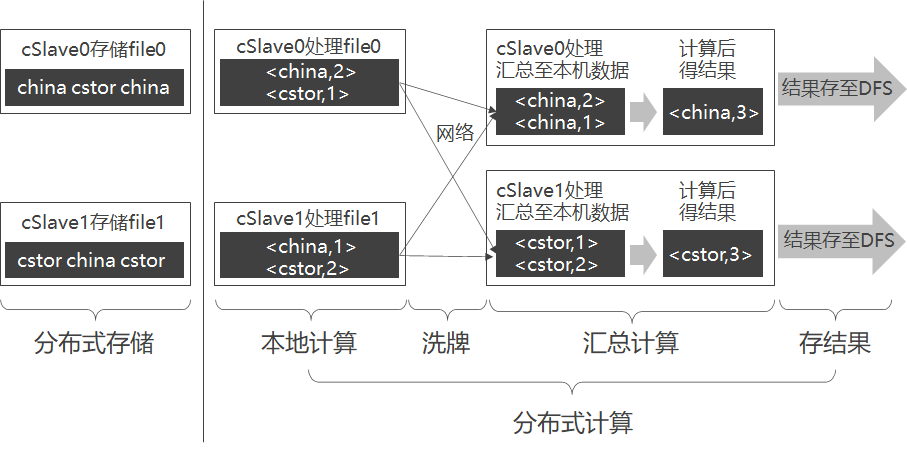 cSlave0存储file0
china cstor china
cSlave1存储file1
cstor china cstor
分布式存储
cSlave0处理file0
<china,2>
<cstor,1>
cSlave1处理file1
<china,1>
<cstor,2>
本地计算
网络
洗牌
cSlave0处理
汇总至本机数据
<china,2>
<china,1>
计算后
得结果
<china,3>
cSlave1处理
汇总至本机数据
<cstor,1>
<cstor,2>
计算后
得结果
<cstor,3>
汇总计算
结果存至DFS
结果存至DFS
存结果
分布式计算